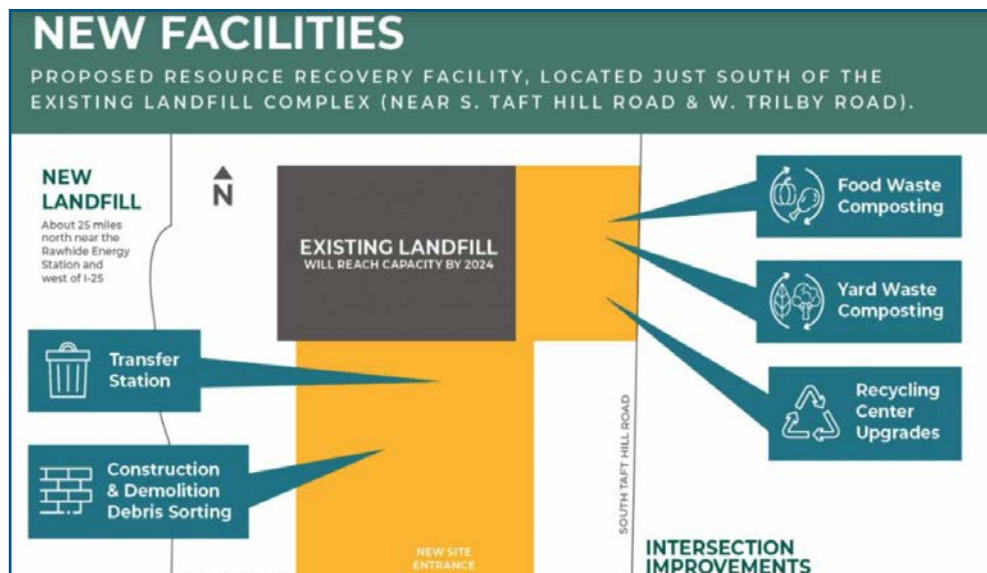 NEW FACILITIES
PROPOSED RESOURCE RECOVERY FACILITY, LOCATED JUST SOUTH OF THE
EXISTING LANDFILL COMPLEX (NEAR S. TAFT HILL ROAD & W. TRILBY ROAD).
NEW
LANDFILL
About 25 miles
north near the
Rawhide Energy
Station and
west of I-25
N
EXISTING LANDFILL
WILL REACH CAPACITY BY 2024
Food Waste
Composting
Yard Waste
Composting
Transfer
Station
Recycling
Center
Upgrades
Construction
& Demolition
Debris Sorting
SOUTH TAFT HILL ROAD
NEW SITE
ENTRANCE
INTERSECTION
IMPROVEMENTS